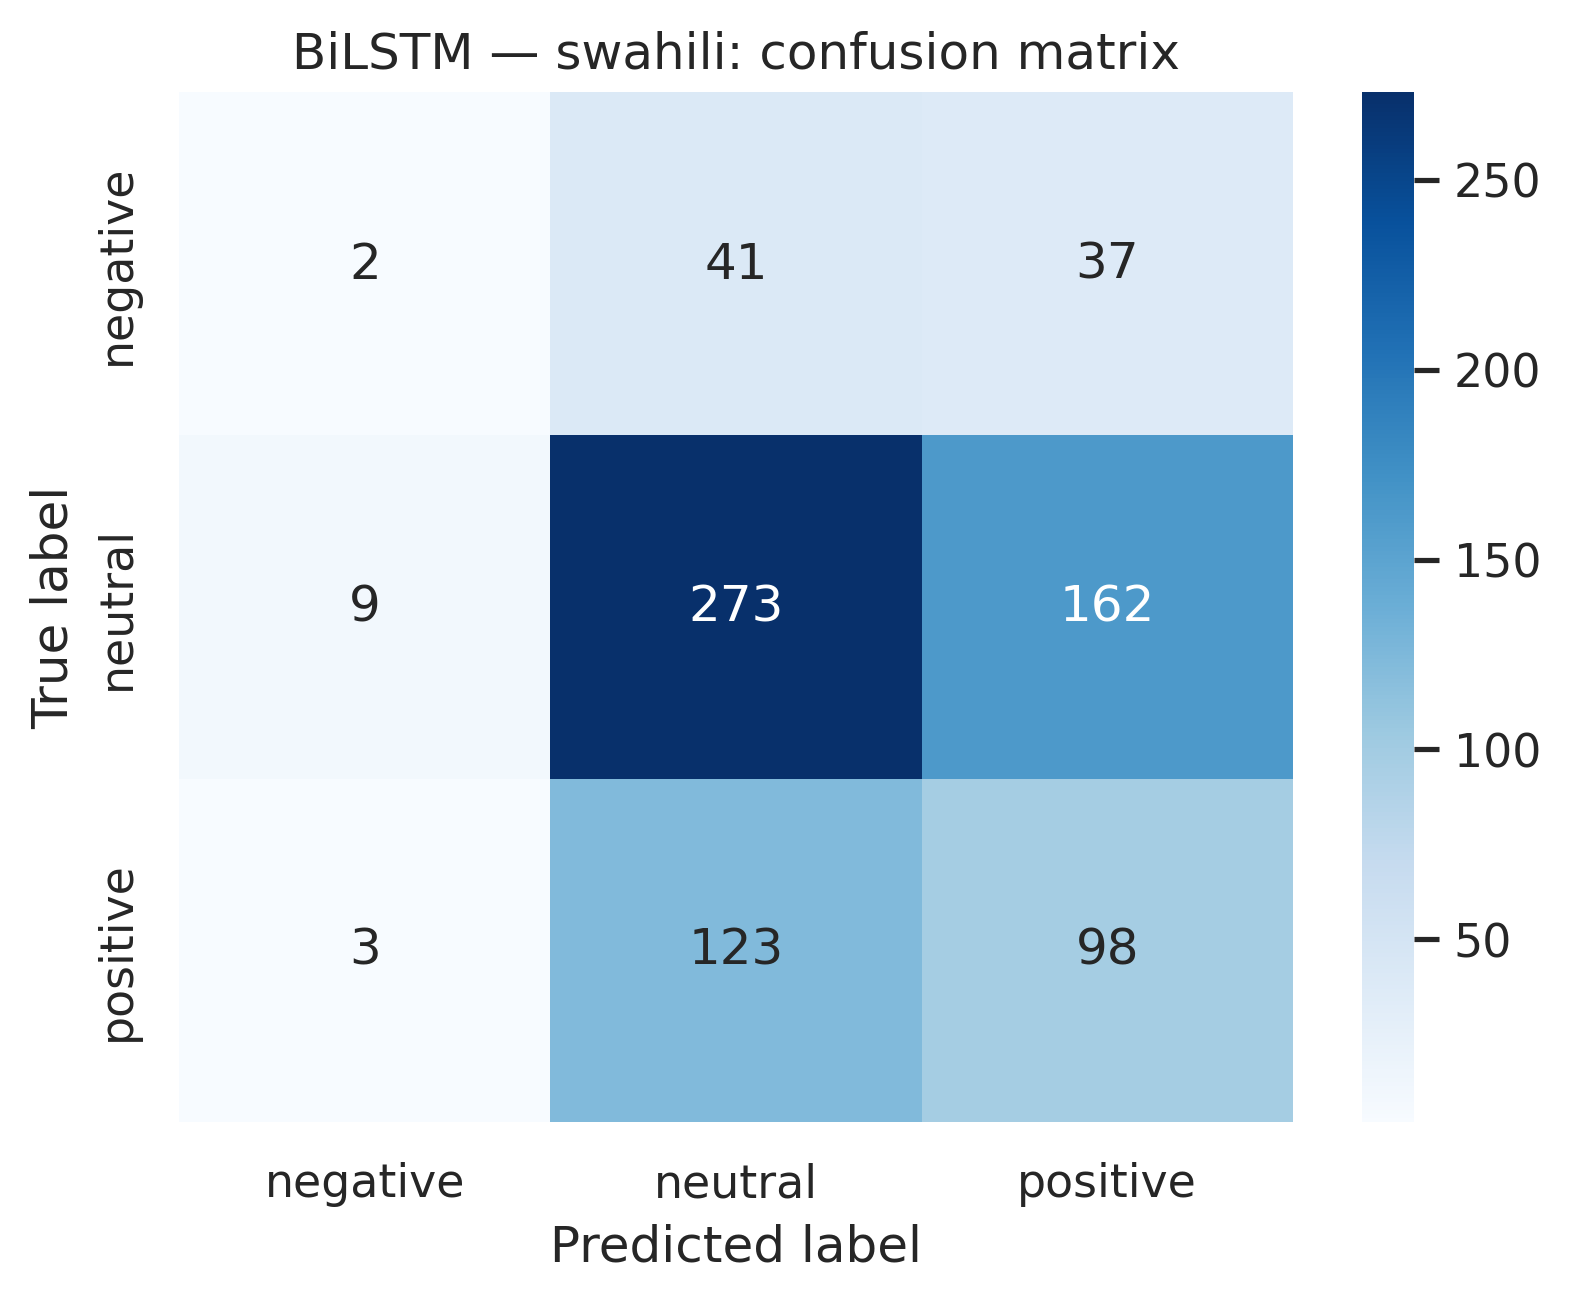 BiLSTM — swahili: confusion matrix
True label
negative
neutral
positive
2 41 37
9 273 162
3 123 98
negative neutral positive
Predicted label
250
200
150
100
50